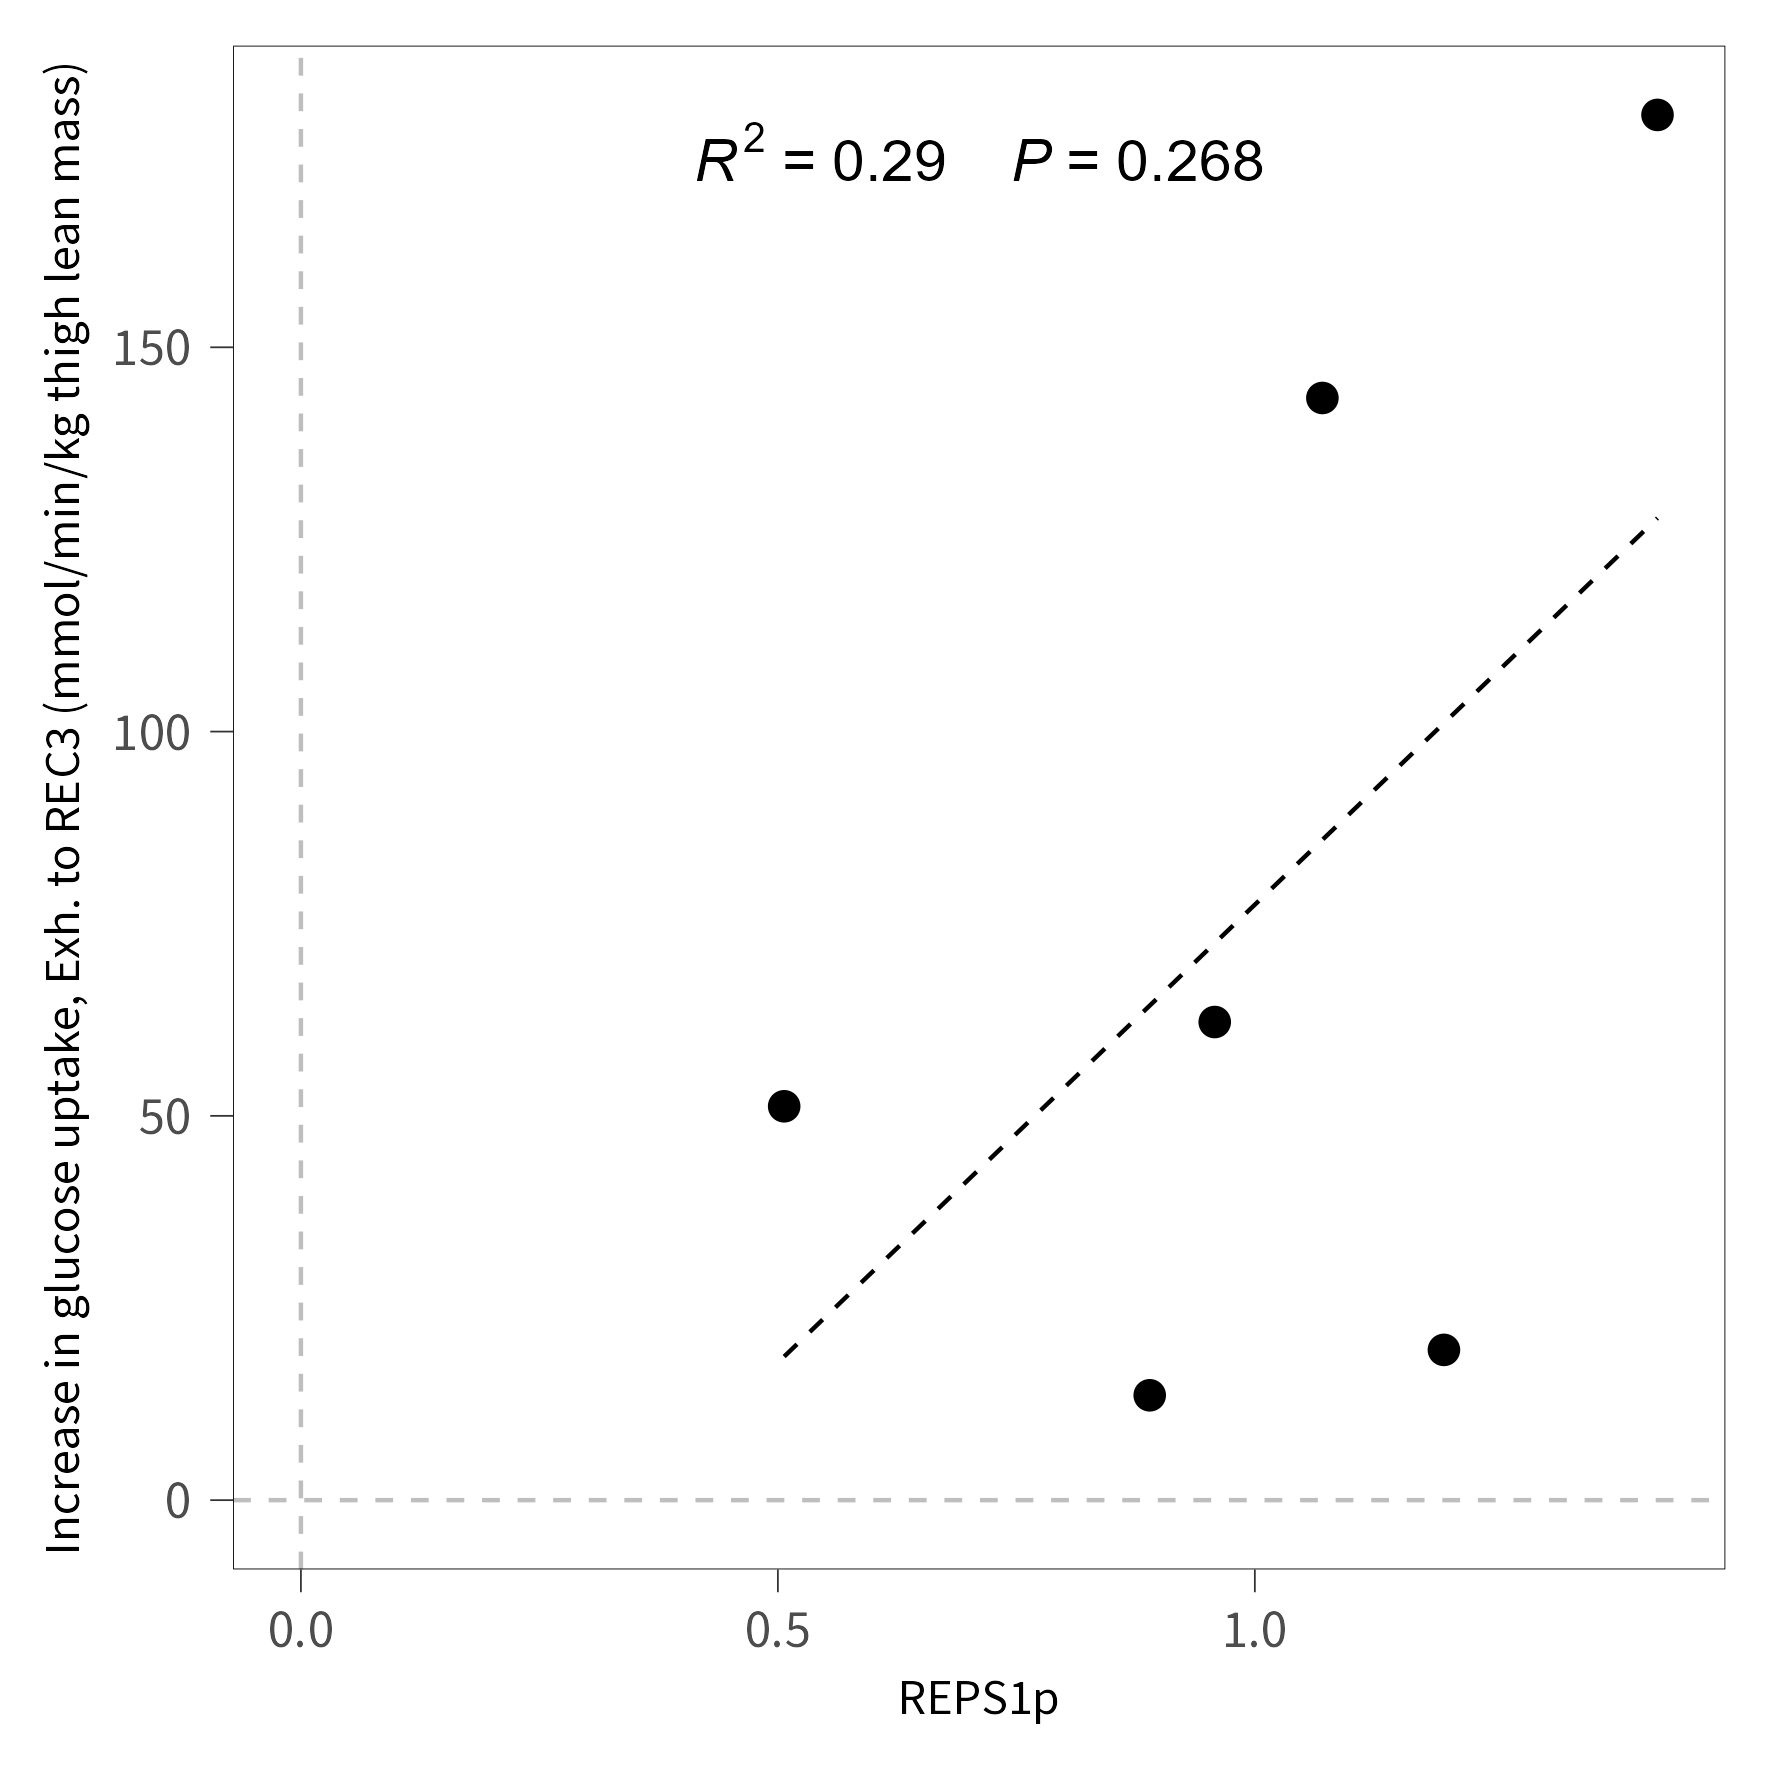 R² = 0.29 P = 0.268
Increase in glucose uptake, Exh. to REC3 (mmol/min/kg thigh lean mass)
150
100
50
0
0.0 0.5 1.0
REPS1p